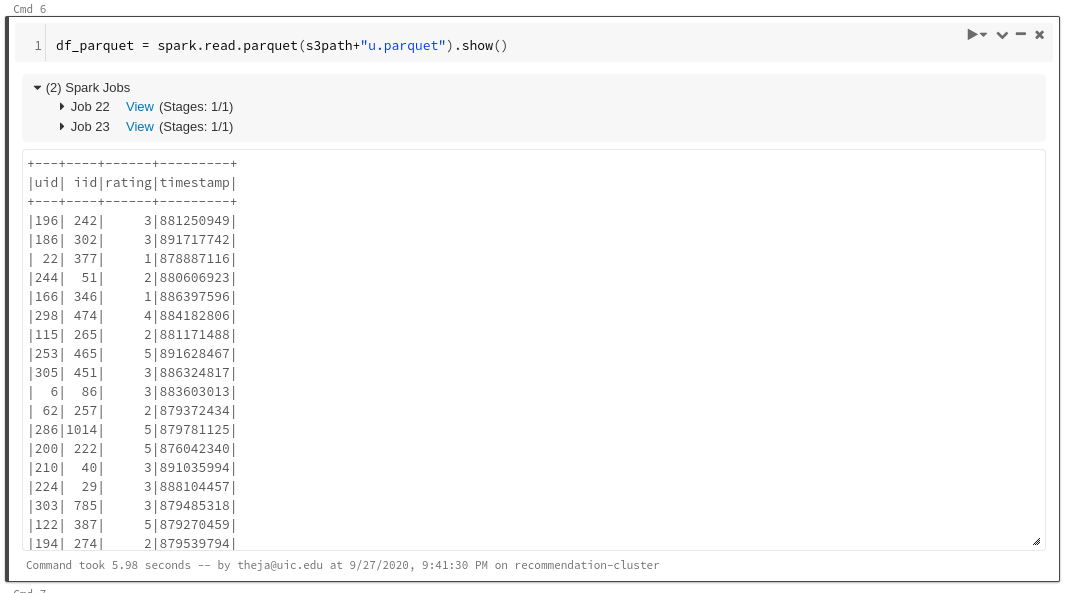 Cmd 6
1 df_parquet = spark.read.parquet(s3path+"u.parquet").show()
(2) Spark Jobs
Job 22 View (Stages: 1/1)
Job 23 View (Stages: 1/1)
+---+----+------+---------+
|uid| iid|rating|timestamp|
+---+----+------+---------+
|196| 242|     3|881250949|
|186| 302|     3|891717742|
| 22| 377|     1|878887116|
|244|  51|     2|880606923|
|166| 346|     1|886397596|
|298| 474|     4|884182806|
|115| 265|     2|881171488|
|253| 465|     5|891628467|
|305| 451|     3|886324817|
|  6|  86|     3|883603013|
| 62| 257|     2|879372434|
|286|1014|     5|879781125|
|200| 222|     5|876042340|
|210|  40|     3|891035994|
|224|  29|     3|888104457|
|303| 785|     3|879485318|
|122| 387|     5|879270459|
|194| 274|     2|879539794|
Command took 5.98 seconds -- by theja@uic.edu at 9/27/2020, 9:41:30 PM on recommendation-cluster
Cmd 7